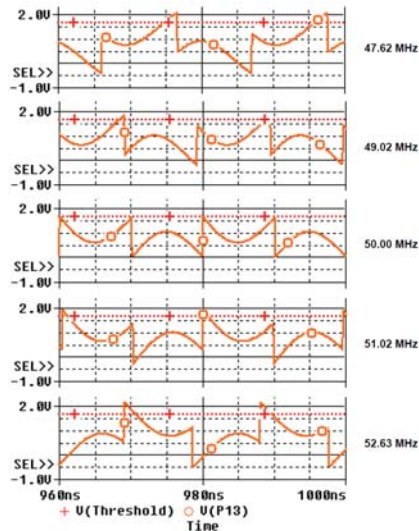 2.0V
47.62 MHz
SEL>>
-1.0V
2.0V
49.02 MHz
SEL>>
-1.0V
2.0V
50.00 MHz
SEL>>
-1.0V
2.0V
51.02 MHz
SEL>>
-1.0V
2.0V
52.63 MHz
SEL>>
-1.0V
960ns 980ns 1000ns
V(Threshold) V(P13)
Time